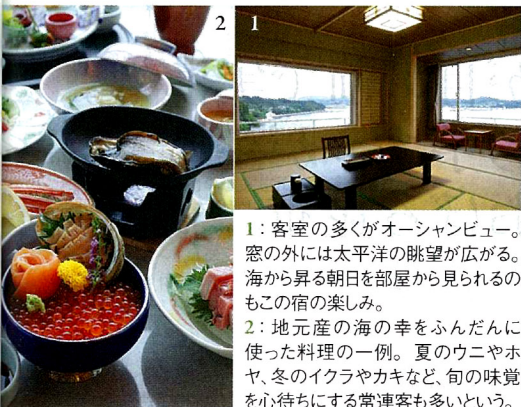 2
1
1：客室の多くがオーシャンビュー。
窓の外には太平洋の眺望が広がる。
海から昇る朝日を部屋から見られるの
もこの宿の楽しみ。
2：地元産の海の幸をふんだんに
使った料理の一例。夏のウニやホ
ヤ、冬のイクラやカキなど、旬の味覚
を心待ちにする常連客も多いという。